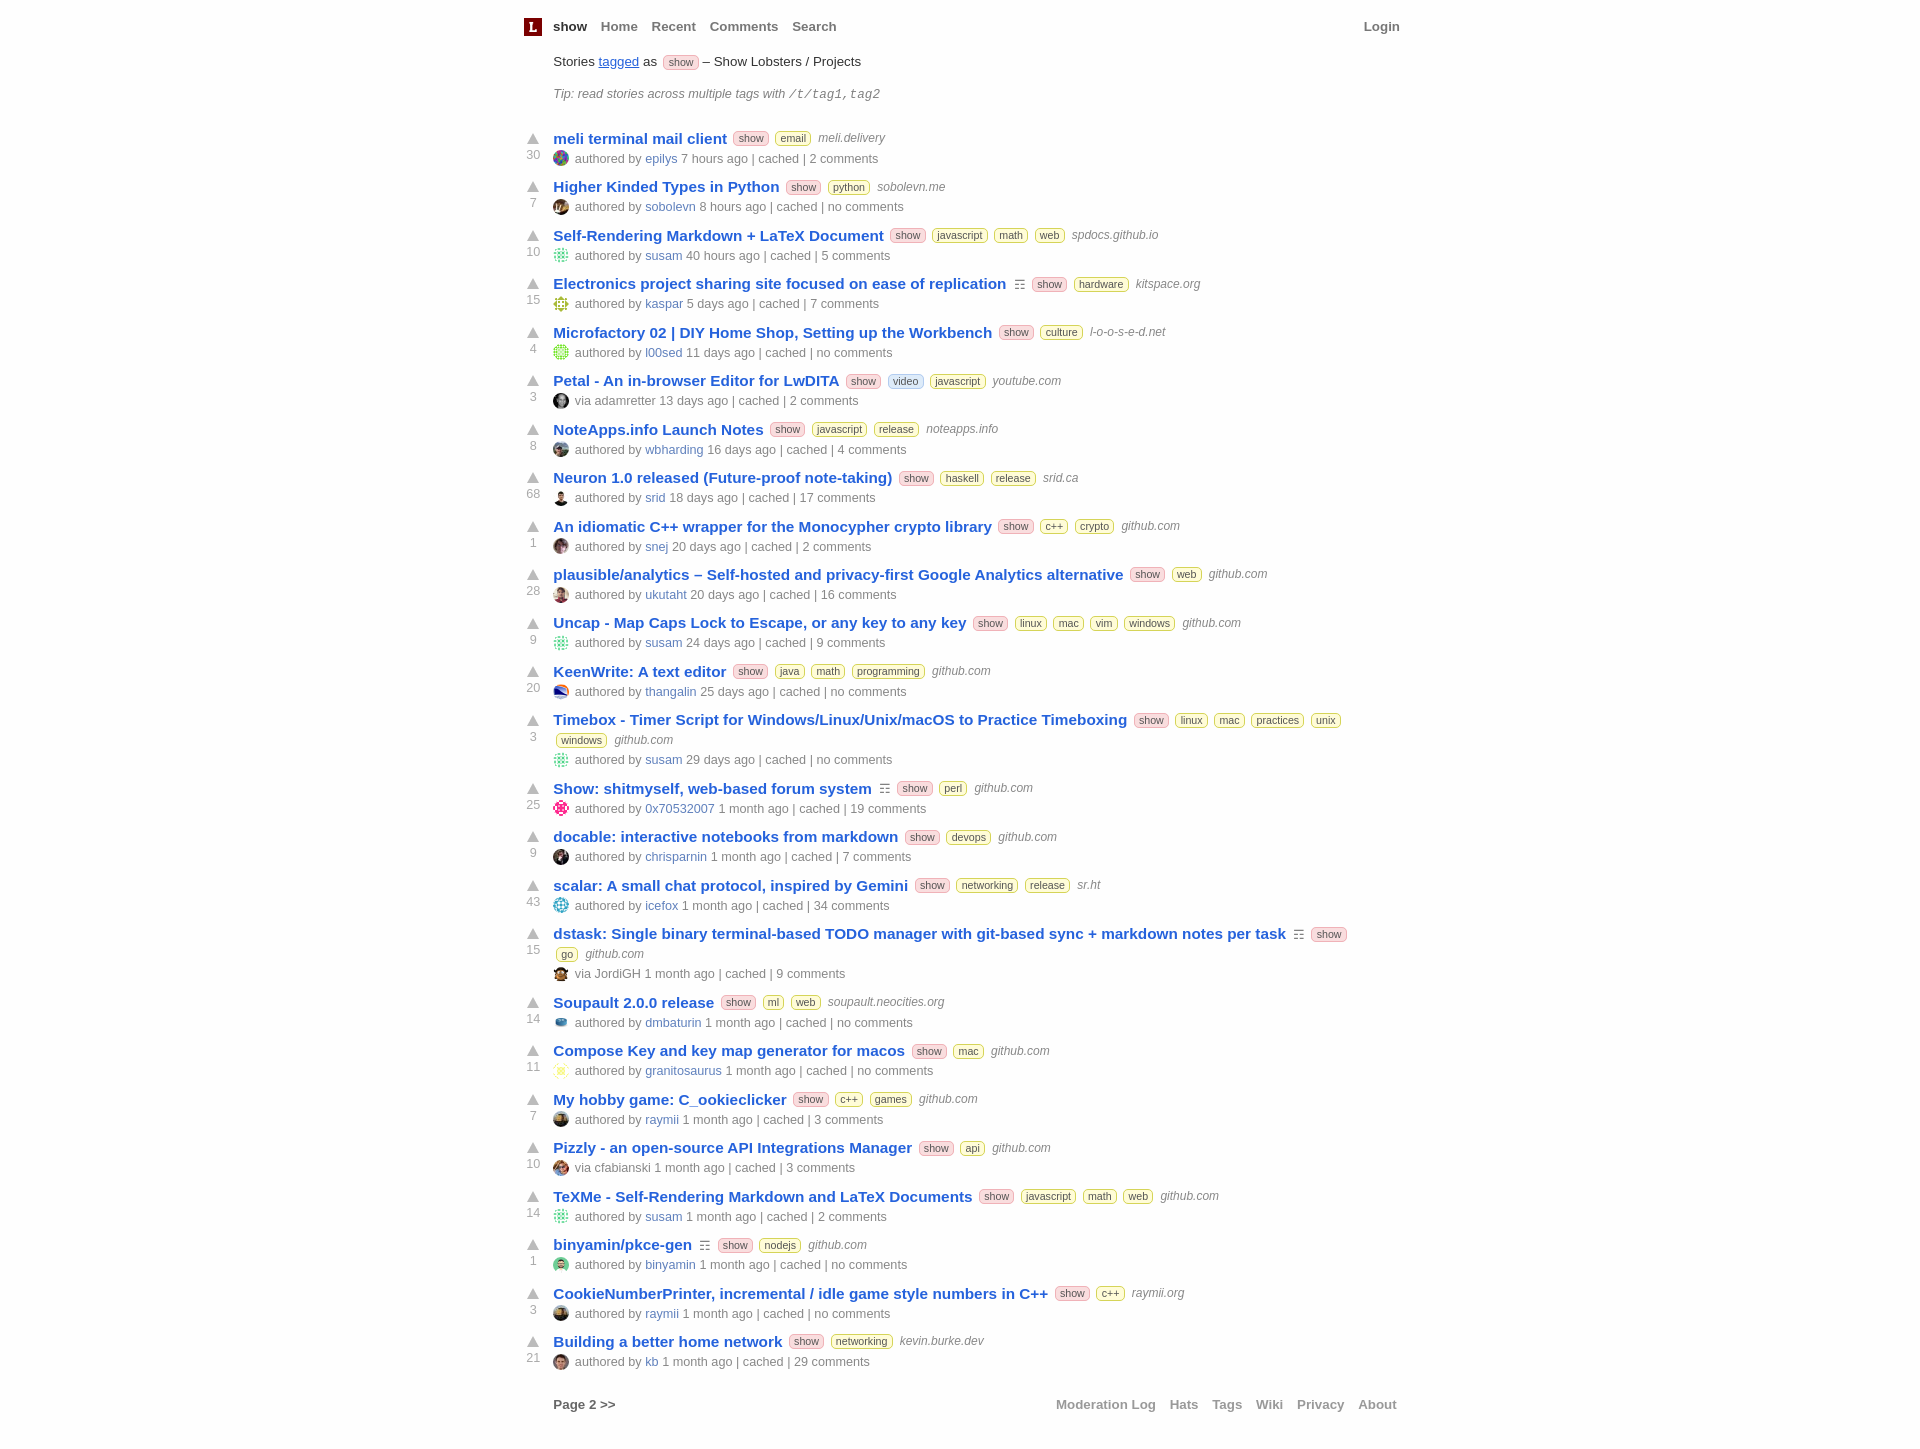 L show Home Recent Comments Search Login
Stories tagged as show – Show Lobsters / Projects
Tip: read stories across multiple tags with /t/tag1,tag2
meli terminal mail client show email meli.delivery
30 authored by epilys 7 hours ago | cached | 2 comments
Higher Kinded Types in Python show python sobolevn.me
7 authored by sobolevn 8 hours ago | cached | no comments
Self-Rendering Markdown + LaTeX Document show javascript math web spdocs.github.io
10 authored by susam 40 hours ago | cached | 5 comments
Electronics project sharing site focused on ease of replication ☶ show hardware kitspace.org
15 authored by kaspar 5 days ago | cached | 7 comments
Microfactory 02 | DIY Home Shop, Setting up the Workbench show culture l-o-o-s-e-d.net
4 authored by l00sed 11 days ago | cached | no comments
Petal - An in-browser Editor for LwDITA show video javascript youtube.com
3 via adamretter 13 days ago | cached | 2 comments
NoteApps.info Launch Notes show javascript release noteapps.info
8 authored by wbharding 16 days ago | cached | 4 comments
Neuron 1.0 released (Future-proof note-taking) show haskell release srid.ca
68 authored by srid 18 days ago | cached | 17 comments
An idiomatic C++ wrapper for the Monocypher crypto library show c++ crypto github.com
1 authored by snej 20 days ago | cached | 2 comments
plausible/analytics – Self-hosted and privacy-first Google Analytics alternative show web github.com
28 authored by ukutaht 20 days ago | cached | 16 comments
Uncap - Map Caps Lock to Escape, or any key to any key show linux mac vim windows github.com
9 authored by susam 24 days ago | cached | 9 comments
KeenWrite: A text editor show java math programming github.com
20 authored by thangalin 25 days ago | cached | no comments
Timebox - Timer Script for Windows/Linux/Unix/macOS to Practice Timeboxing show linux mac practices unix
3 windows github.com
authored by susam 29 days ago | cached | no comments
Show: shitmyself, web-based forum system ☶ show perl github.com
25 authored by 0x70532007 1 month ago | cached | 19 comments
docable: interactive notebooks from markdown show devops github.com
9 authored by chrisparnin 1 month ago | cached | 7 comments
scalar: A small chat protocol, inspired by Gemini show networking release sr.ht
43 authored by icefox 1 month ago | cached | 34 comments
dstask: Single binary terminal-based TODO manager with git-based sync + markdown notes per task ☶ show
15 go github.com
via JordiGH 1 month ago | cached | 9 comments
Soupault 2.0.0 release show ml web soupault.neocities.org
14 authored by dmbaturin 1 month ago | cached | no comments
Compose Key and key map generator for macos show mac github.com
11 authored by granitosaurus 1 month ago | cached | no comments
My hobby game: C_ookieclicker show c++ games github.com
7 authored by raymii 1 month ago | cached | 3 comments
Pizzly - an open-source API Integrations Manager show api github.com
10 via cfabianski 1 month ago | cached | 3 comments
TeXMe - Self-Rendering Markdown and LaTeX Documents show javascript math web github.com
14 authored by susam 1 month ago | cached | 2 comments
binyamin/pkce-gen ☶ show nodejs github.com
1 authored by binyamin 1 month ago | cached | no comments
CookieNumberPrinter, incremental / idle game style numbers in C++ show c++ raymii.org
3 authored by raymii 1 month ago | cached | no comments
Building a better home network show networking kevin.burke.dev
21 authored by kb 1 month ago | cached | 29 comments
Page 2 >> Moderation Log Hats Tags Wiki Privacy About